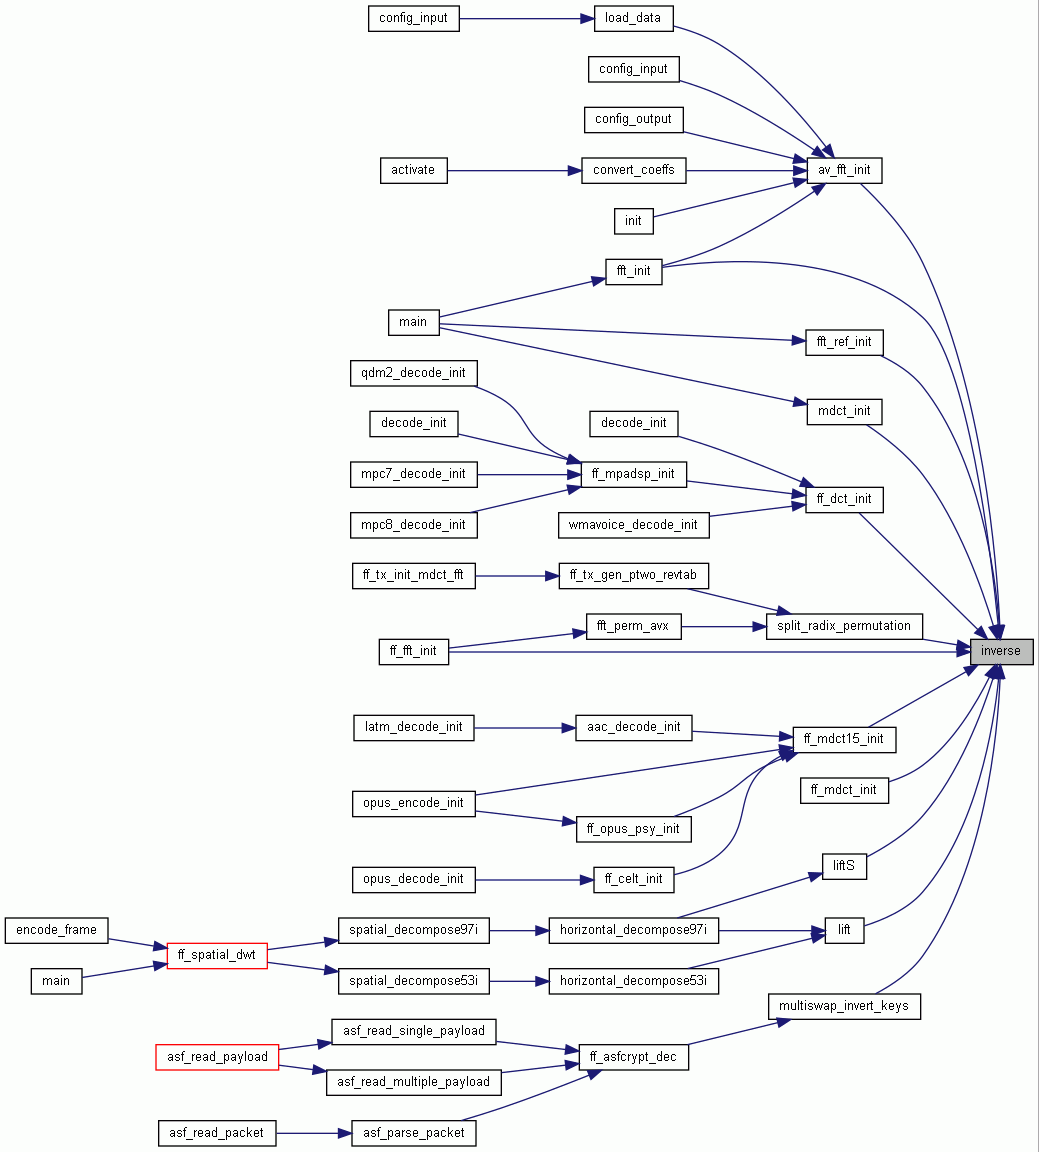 config_input
load_data
config_input
config_output
activate
convert_coeffs
av_fft_init
init
fft_init
main
fft_ref_init
qdm2_decode_init
mdct_init
decode_init
decode_init
mpc7_decode_init
ff_mpadsp_init
ff_dct_init
mpc8_decode_init
wmavoice_decode_init
ff_tx_init_mdct_fft
ff_tx_gen_ptwo_revtab
fft_perm_avx
split_radix_permutation
ff_fft_init
inverse
latm_decode_init
aac_decode_init
ff_mdct15_init
ff_mdct_init
opus_encode_init
ff_opus_psy_init
liftS
opus_decode_init
ff_celt_init
encode_frame
spatial_decompose97i
horizontal_decompose97i
lift
ff_spatial_dwt
main
spatial_decompose53i
horizontal_decompose53i
multiswap_invert_keys
asf_read_single_payload
asf_read_payload
ff_asfcrypt_dec
asf_read_multiple_payload
asf_read_packet
asf_parse_packet